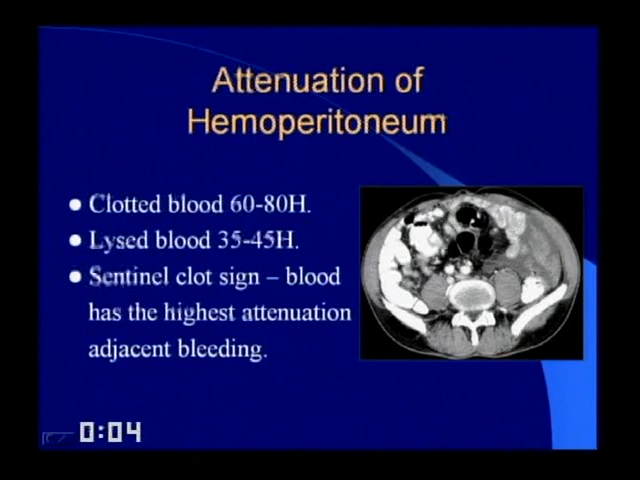 Attenuation of
Hemoperitoneum
Clotted blood 60-80H.
Lysed blood 35-45H.
Sentinel clot sign – blood
has the highest attenuation
adjacent bleeding.
0:04